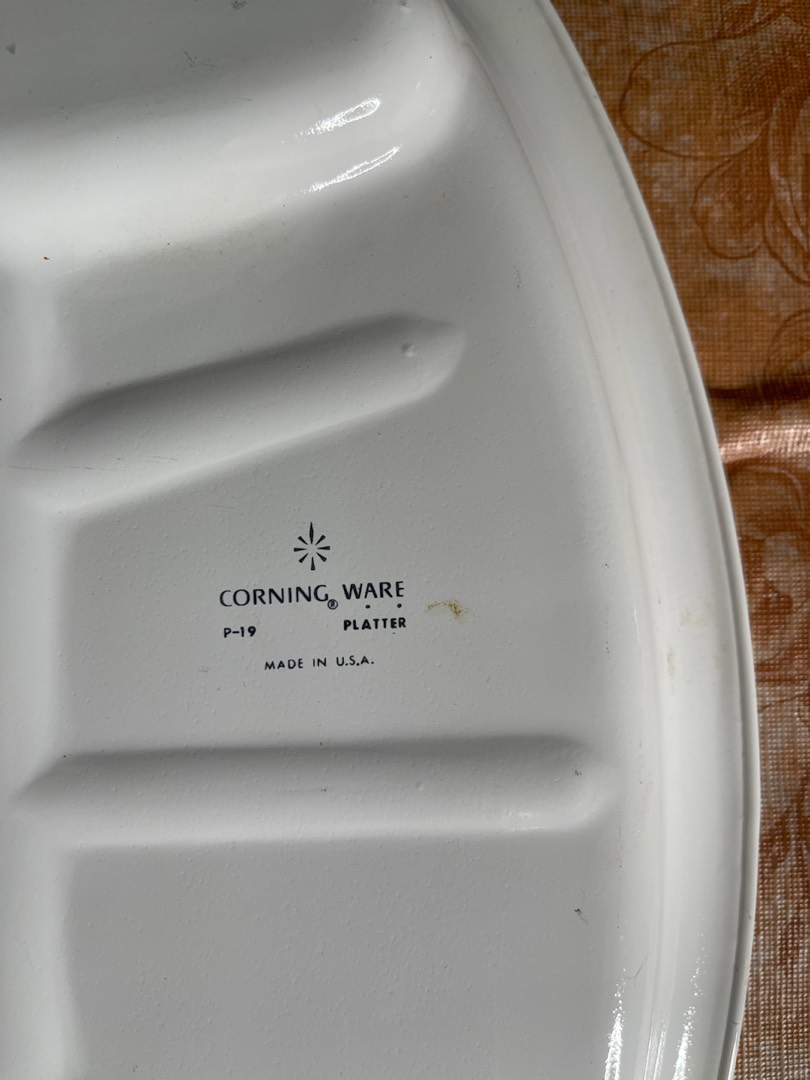 CORNING® WARE
P-19 PLATTER
MADE IN U.S.A.